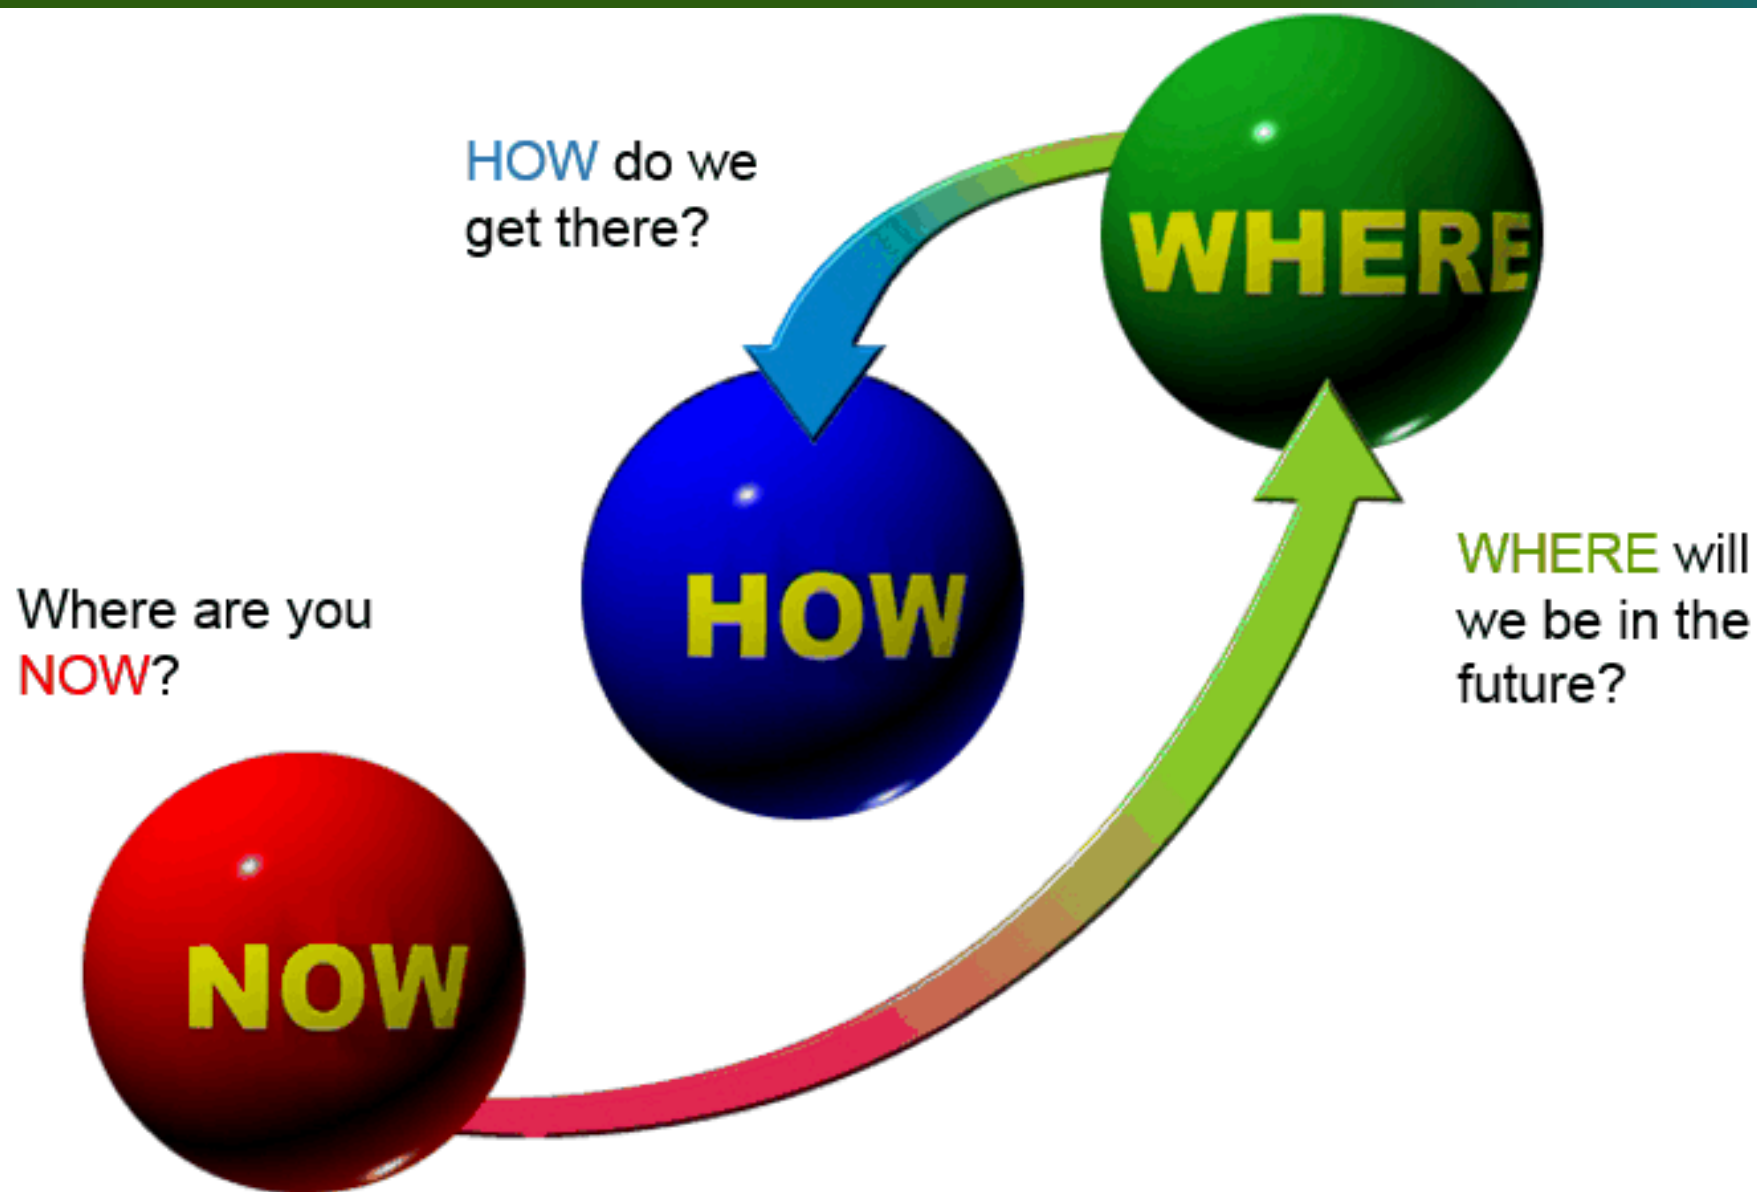 HOW do we
get there?
WHERE
HOW
WHERE will
we be in the
future?
Where are you
NOW?
NOW